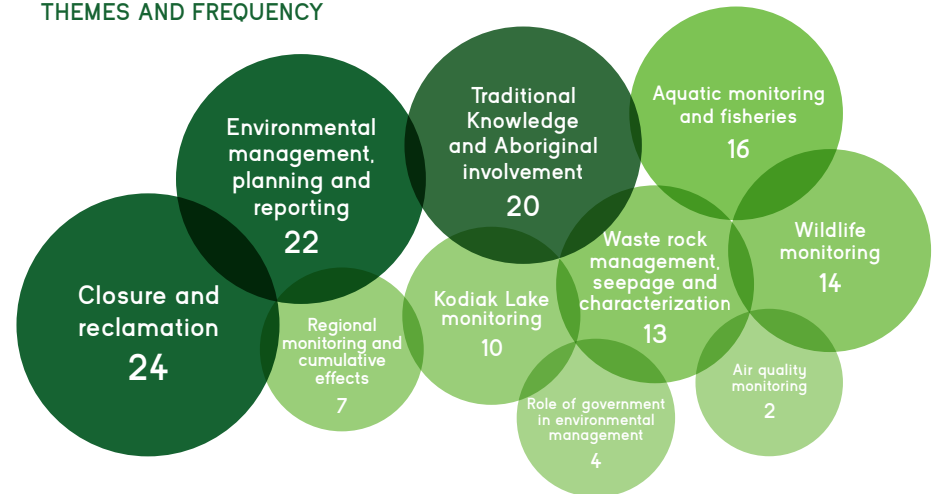 THEMES AND FREQUENCY
Environmental
management,
planning and
reporting
22
Traditional
Knowledge
and Aboriginal
involvement
20
Aquatic monitoring
and fisheries
16
Closure and
reclamation
24
Regional
monitoring and
cumulative
effects
7
Kodiak Lake
monitoring
10
Waste rock
management,
seepage and
characterization
13
Wildlife
monitoring
14
Role of government
in environmental
management
4
Air quality
monitoring
2